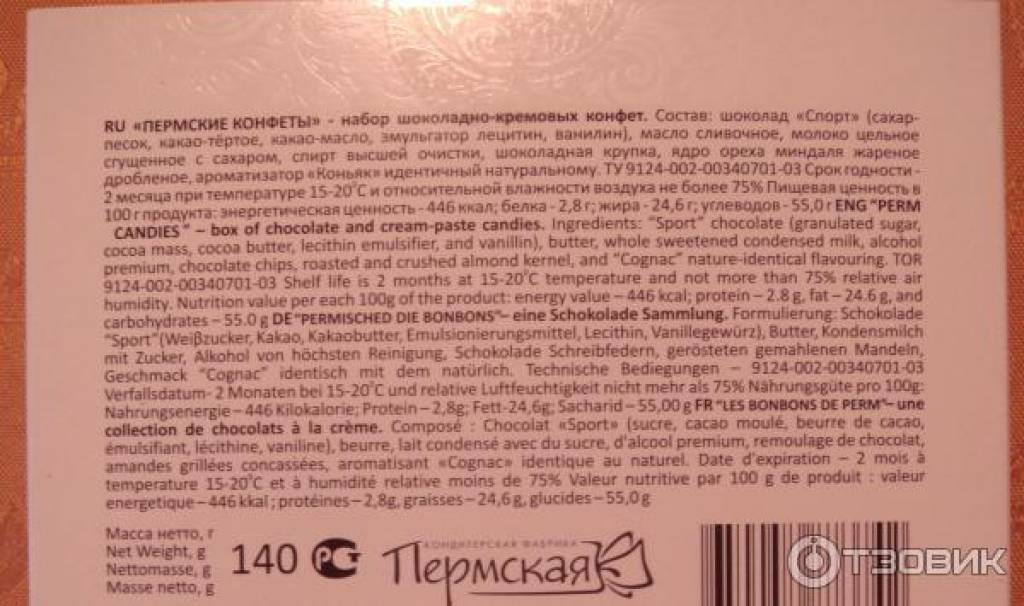 RU «ПЕРМСКИЕ КОНФЕТЫ» - набор шоколадно-кремовых конфет. Состав: шоколад «Спорт» (сахар-
песок, какао-тёртое, какао-масло, эмульгатор лецитин, ванилин), масло сливочное, молоко цельное
сгущенное с сахаром, спирт высшей очистки, шоколадная крупка, ядро ореха миндаля жареное
дробленое, ароматизатор «Коньяк» идентичный натуральному. ТУ 9124-002-00340701-03 Срок годности -
2 месяца при температуре 15-20°С и относительной влажности воздуха не более 75% Пищевая ценность в
100 г продукта: энергетическая ценность - 446 ккал; белка - 2,8 г; жира - 24,6 г; углеводов - 55,0 г ENG “PERM
CANDIES ” – box of chocolate and cream-paste candies. Ingredients: “Sport” chocolate (granulated sugar,
cocoa mass, cocoa butter, lecithin emulsifier, and vanillin), butter, whole sweetened condensed milk, alcohol
premium, chocolate chips, roasted and crushed almond kernel, and “Cognac” nature-identical flavouring. TOR
9124-002-00340701-03 Shelf life is 2 months at 15-20°C temperature and not more than 75% relative air
humidity. Nutrition value per each 100g of the product: energy value – 446 kcal; protein – 2.8 g, fat – 24.6 g, and
carbohydrates – 55.0 g DE “PERMISCHED DIE BONBONS”– eine Schokolade Sammlung. Formulierung: Schokolade
“Sport”(Weiβzucker, Kakao, Kakaobutter, Emulsionierungsmittel, Lecithin, Vanillegewürz), Butter, Kondensmilch
mit Zucker, Alkohol von höchsten Reinigung, Schokolade Schreibfedern, gerösteten gemahlenen Mandeln,
Geschmack “Cognac” identisch mit dem natürlich. Technische Bediegungen – 9124-002-00340701-03
Verfallsdatum- 2 Monaten bei 15-20°C und relative Luftfeuchtigkeit nicht mehr als 75% Nährungsgüte pro 100g:
Nahrungsenergie – 446 Kilokalorie; Protein – 2,8g; Fett-24,6g; Sacharid – 55,00 g FR “LES BONBONS DE PERM”– une
collection de chocolats à la crème. Composé : Chocolat «Sport» (sucre, cacao moulé, beurre de cacao,
émulsifiant, lécithine, vaniline), beurre, lait condensé avec du sucre, d'alcool premium, remoulage de chocolat,
amandes grillées concassées, aromatisant «Cognac» identique au naturel. Date d'expiration – 2 mois à
temperature 15-20°C et à humidité relative moins de 75% Valeur nutritive par 100 g de produit : valeur
energetique – 446 kkal ; protéines – 2,8g, graisses – 24,6 g, glucides – 55,0 g
Масса нетто, г
Net Weight, g
Nettomasse, g
Masse netto, g
140
РСТ
КОНДИТЕРСКАЯ ФАБРИКА
Пермская
ОТЗОВИК